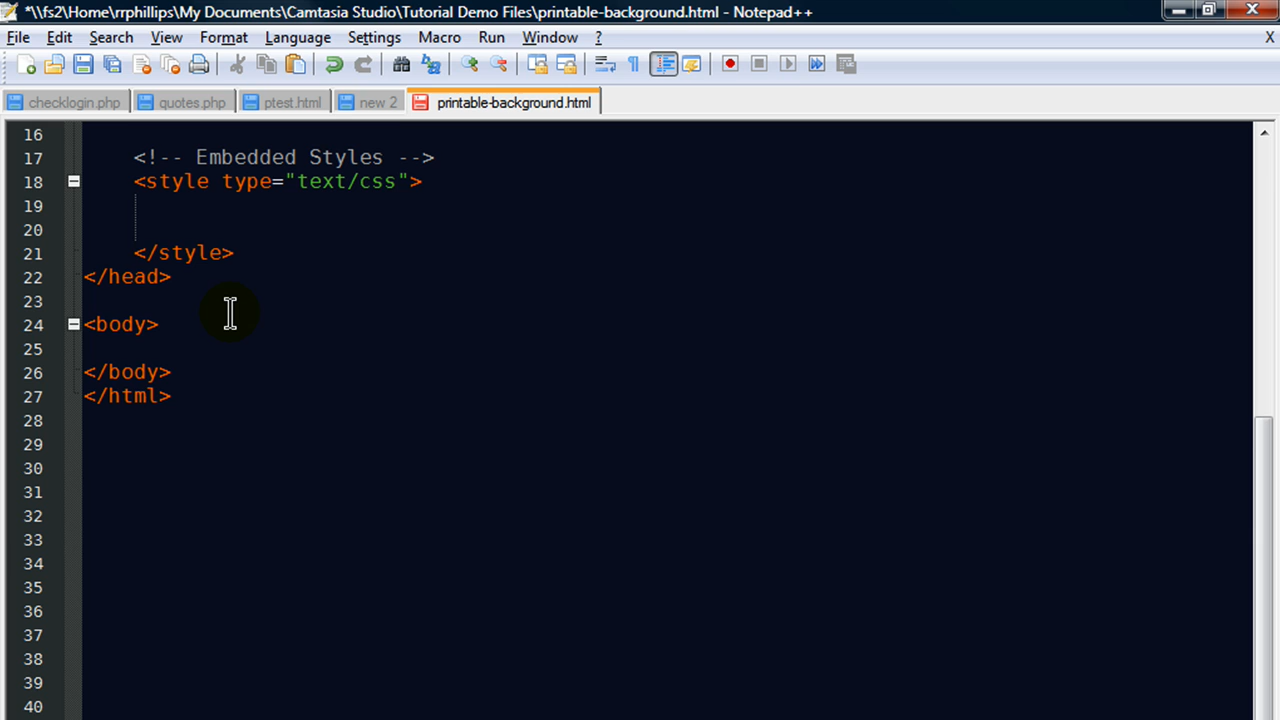 *\\fs2\Home\rrphillips\My Documents\Camtasia Studio\Tutorial Demo Files\printable-background.html - Notepad++
File Edit Search View Format Language Settings Macro Run Window ? X
checklogin.php quotes.php ptest.html new 2 printable-background.html
16
17 <!-- Embedded Styles -->
18 <style type="text/css">
19
20
21 </style>
22 </head>
23
24 <body>
25
26 </body>
27 </html>
28
29
30
31
32
33
34
35
36
37
38
39
40